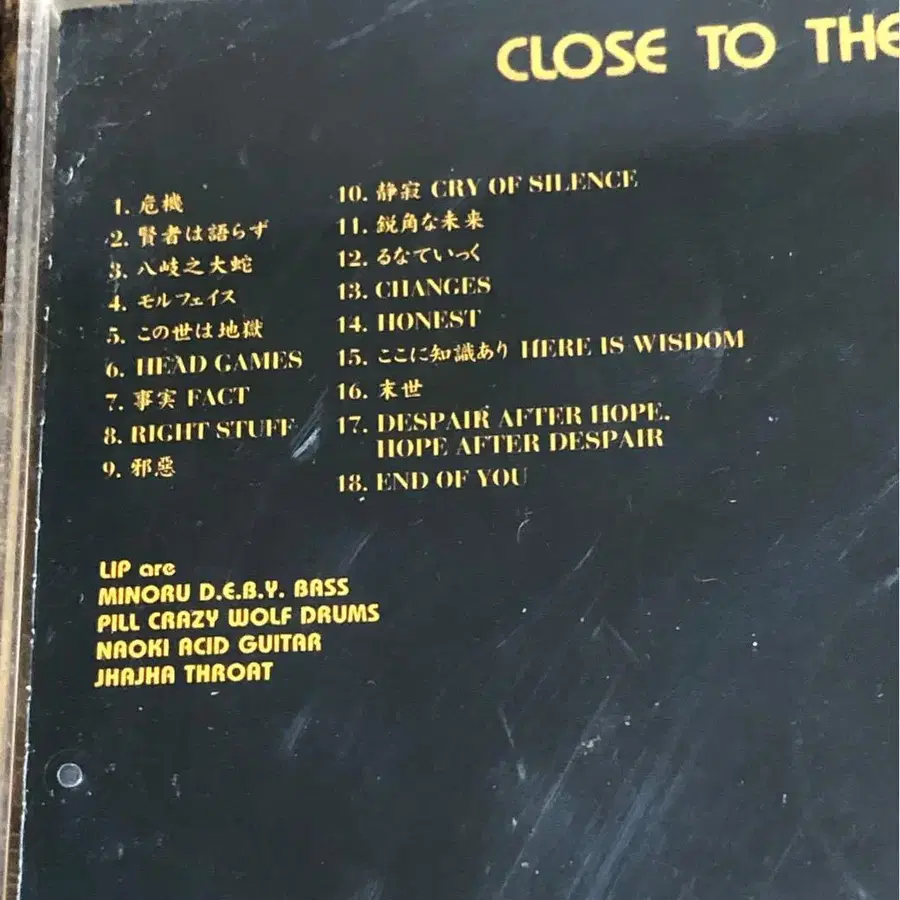 CLOSE TO THE
1. 危機
2. 賢者は語らず
3. 八岐之大蛇
4. モルフェイス
5. この世は地獄
6. HEAD GAMES
7. 事実 FACT
8. RIGHT STUFF
9. 邪悪
10. 静寂 CRY OF SILENCE
11. 鋭角な未来
12. るなていっく
13. CHANGES
14. HONEST
15. ここに知識あり HERE IS WISDOM
16. 末世
17. DESPAIR AFTER HOPE.
HOPE AFTER DESPAIR
18. END OF YOU
LIP are
MINORU D.E.B.Y. BASS
PILL CRAZY WOLF DRUMS
NAOKI ACID GUITAR
JHAJHA THROAT